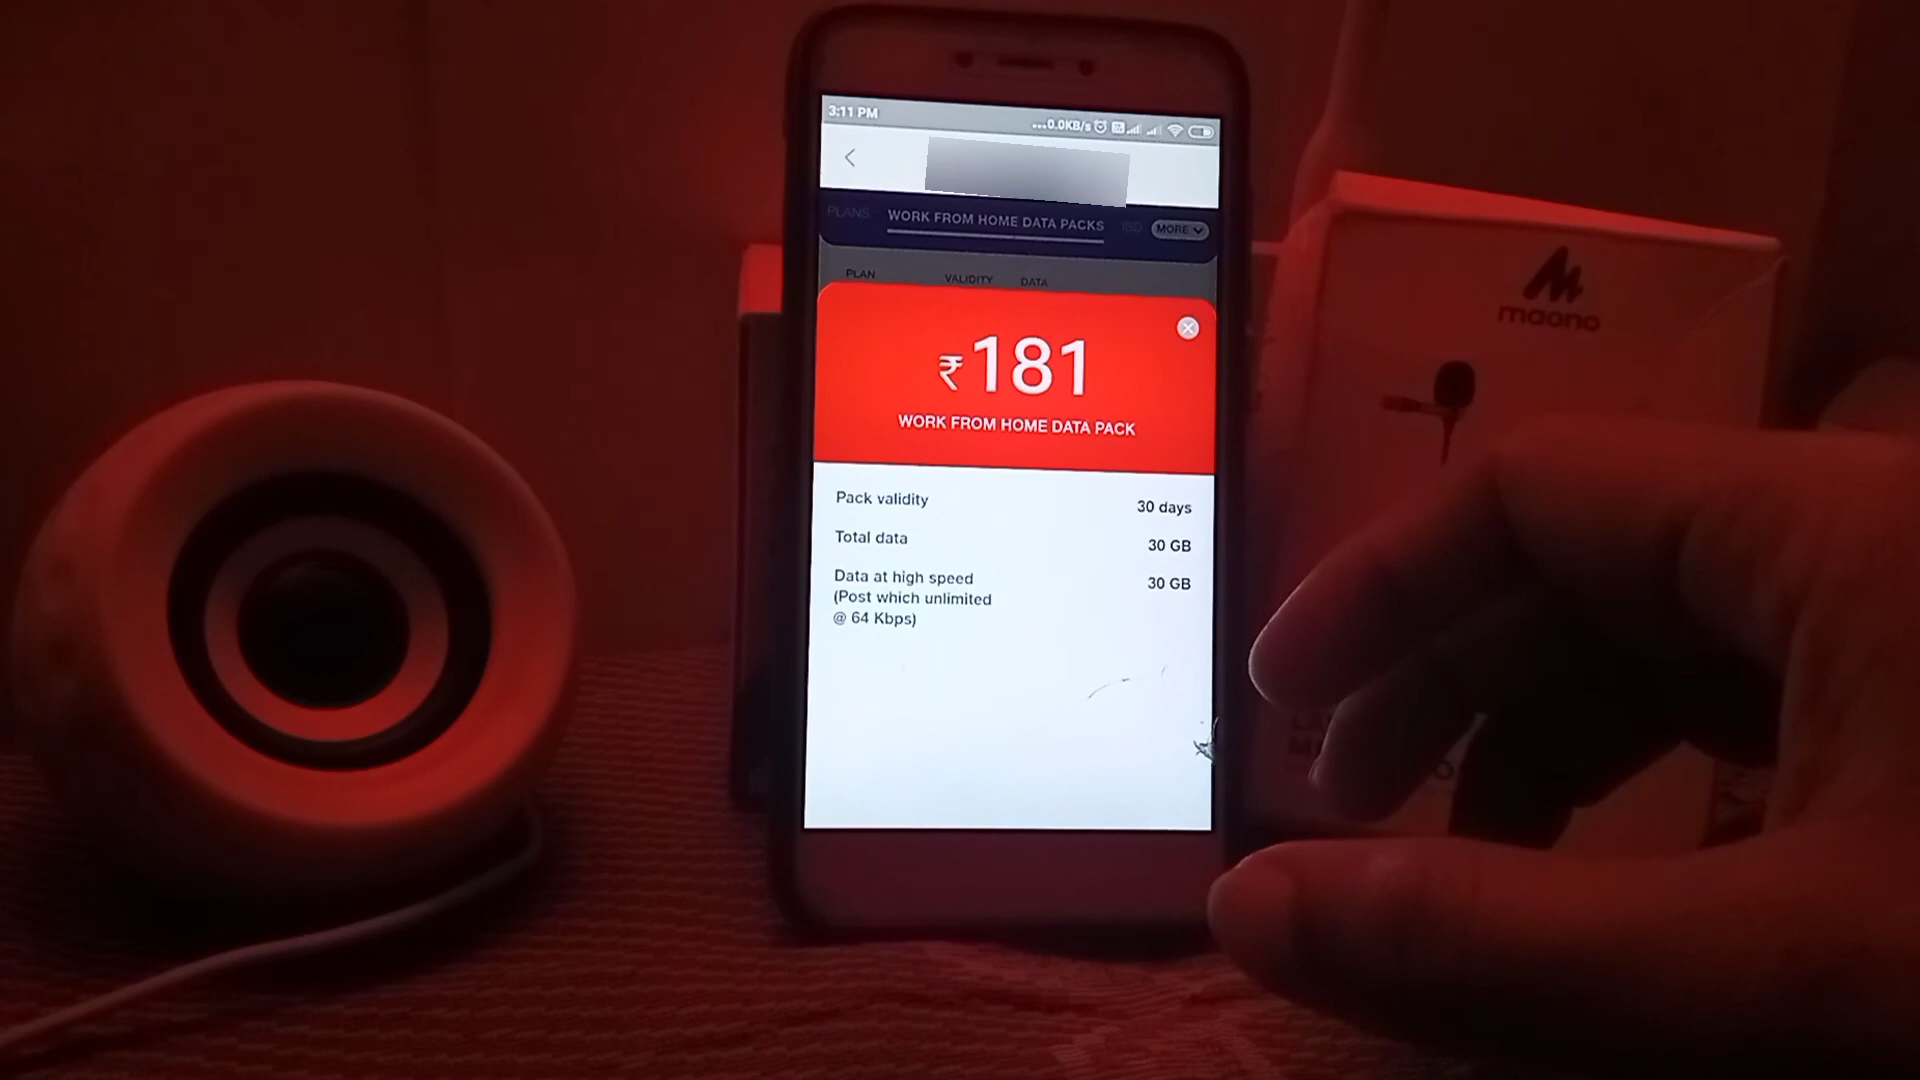 3:11 PM
...0.0KB/s
PLANS WORK FROM HOME DATA PACKS ISD MORE
PLAN VALIDITY DATA
₹181
WORK FROM HOME DATA PACK
Pack validity 30 days
Total data 30 GB
Data at high speed 30 GB
(Post which unlimited
@ 64 Kbps)
maono